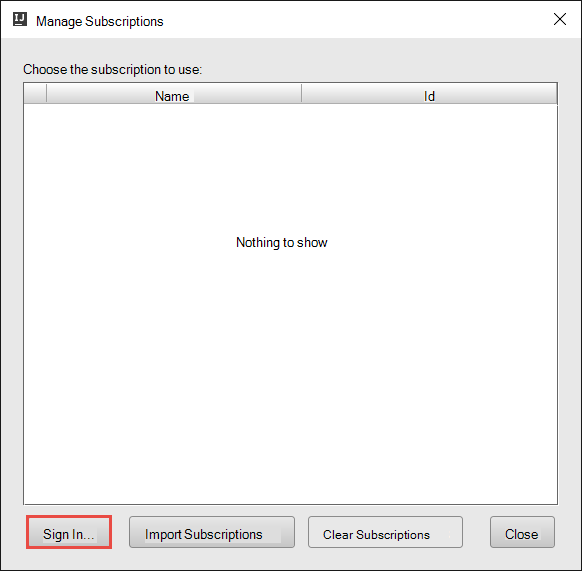 IJ Manage Subscriptions
Choose the subscription to use:
Name Id
Nothing to show
Sign In... Import Subscriptions Clear Subscriptions Close